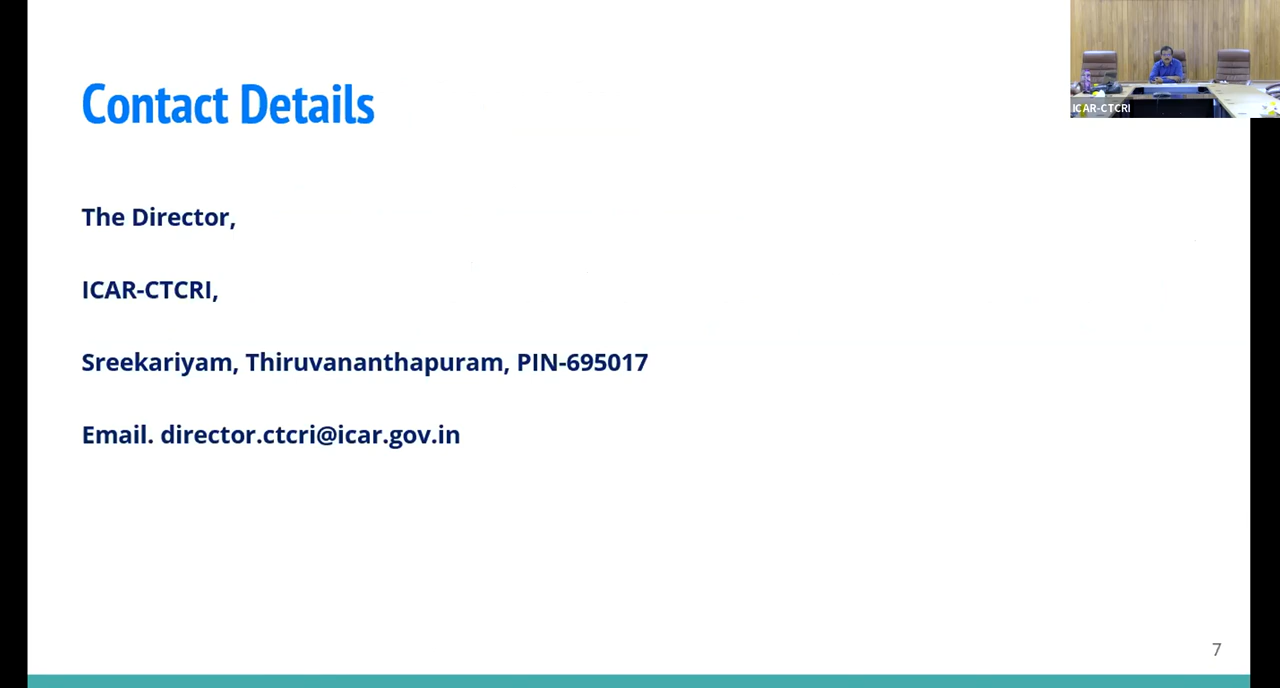 Contact Details
ICAR-CTCRI
The Director,
ICAR-CTCRI,
Sreekariyam, Thiruvananthapuram, PIN-695017
Email. director.ctcri@icar.gov.in
7